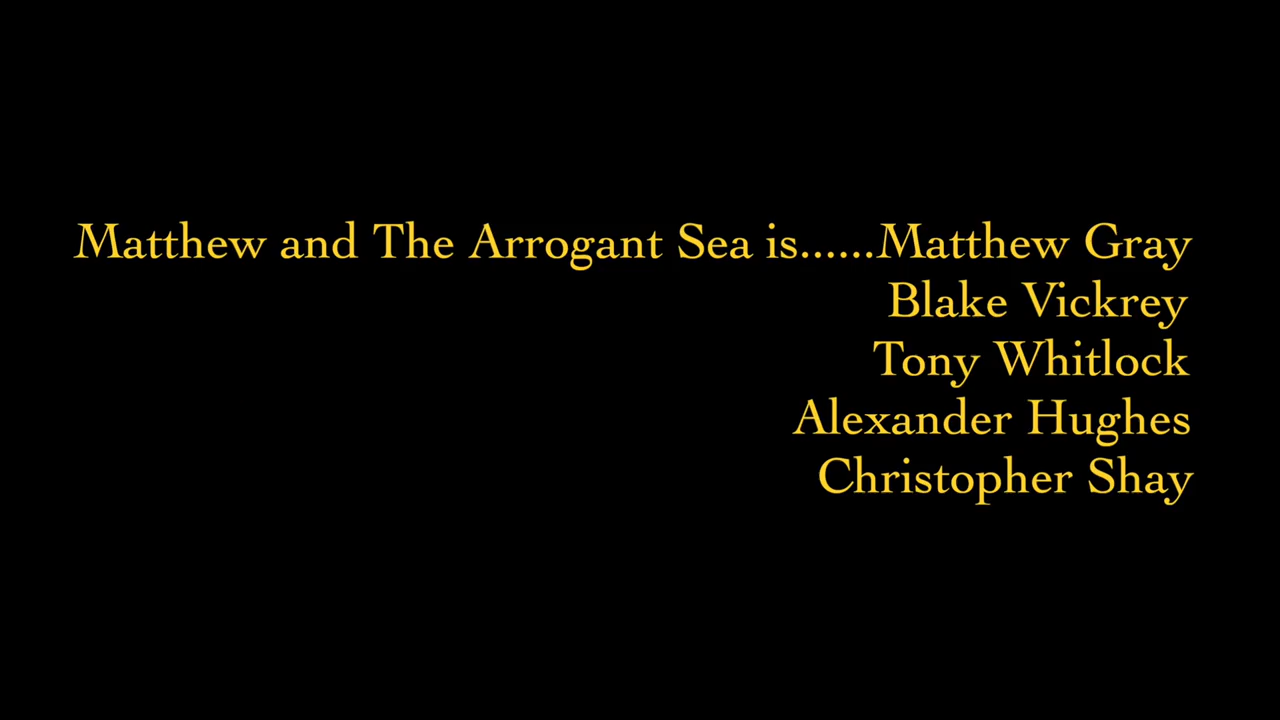 Matthew and The Arrogant Sea is......Matthew Gray
Blake Vickrey
Tony Whitlock
Alexander Hughes
Christopher Shay